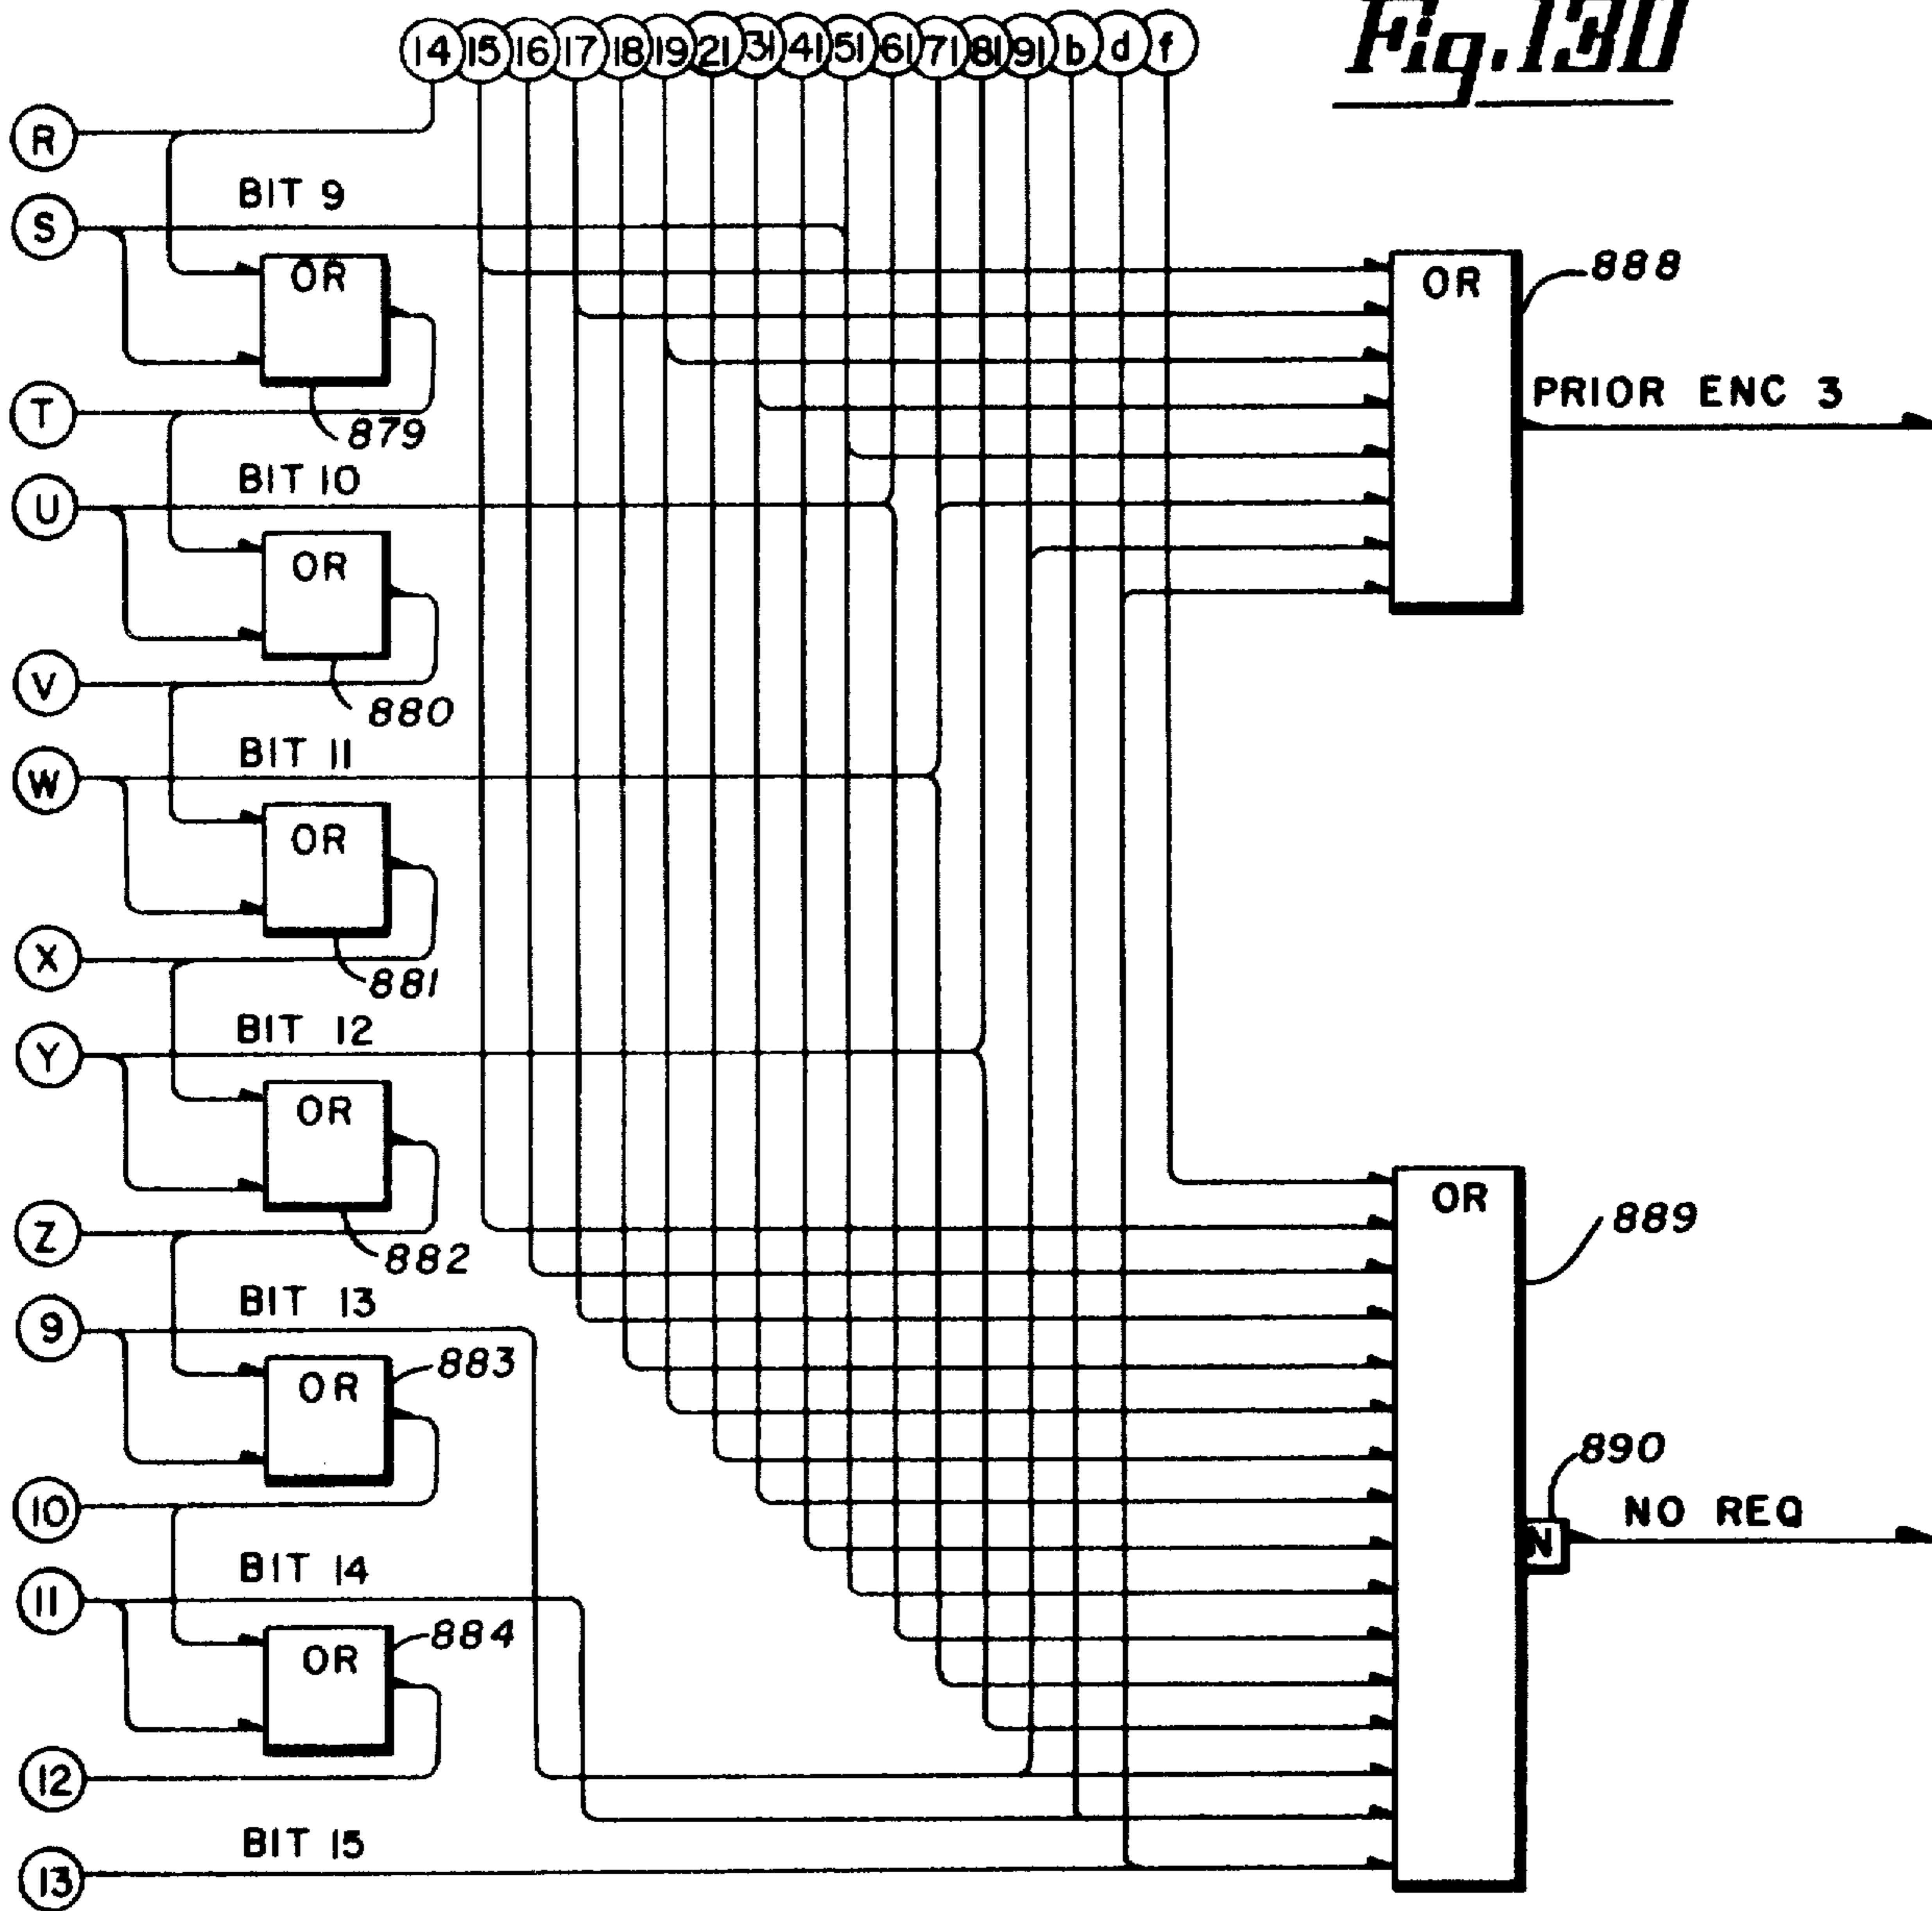 Fig.13D
14 15 16 17 18 19 21 31 41 51 61 71 81 91 b d f
R
BIT 9
S
OR
OR
888
PRIOR ENC 3
T
879
BIT 10
U
OR
V
880
BIT 11
W
OR
X
881
BIT 12
Y
OR
Z
882
OR
889
BIT 13
9
OR
883
890
10
NO REQ
N
BIT 14
11
OR
884
12
BIT 15
13